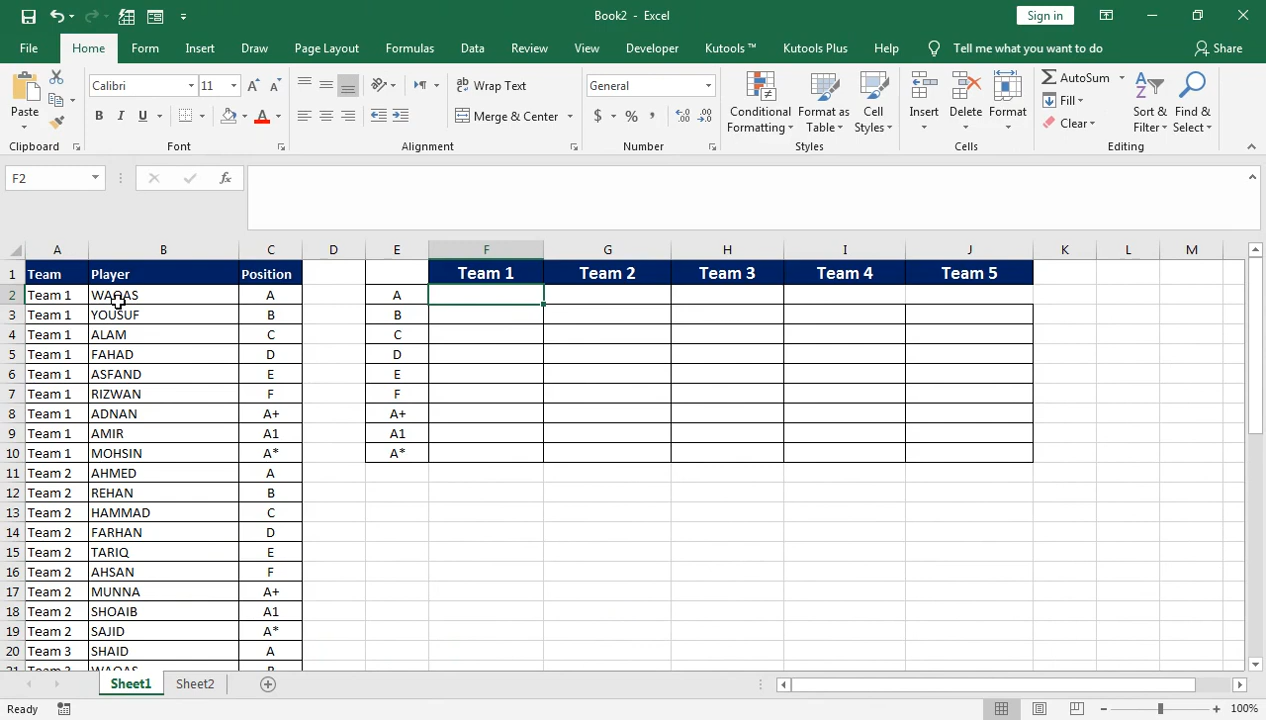 Book2 - Excel
Sign in
File Home Form Insert Draw Page Layout Formulas Data Review View Developer Kutools ™ Kutools Plus Help Tell me what you want to do Share
Paste
Calibri 11
B I U A
Wrap Text
Merge & Center
General
$ % ,
Conditional Formatting
Format as Table
Cell Styles
Insert
Delete
Format
AutoSum
Fill
Clear
Sort & Filter
Find & Select
Clipboard Font Alignment Number Styles Cells Editing
F2 fx
A B C D E F G H I J K L M
1 Team Player Position Team 1 Team 2 Team 3 Team 4 Team 5
2 Team 1 WAQAS A A
3 Team 1 YOUSUF B B
4 Team 1 ALAM C C
5 Team 1 FAHAD D D
6 Team 1 ASFAND E E
7 Team 1 RIZWAN F F
8 Team 1 ADNAN A+ A+
9 Team 1 AMIR A1 A1
10 Team 1 MOHSIN A* A*
11 Team 2 AHMED A
12 Team 2 REHAN B
13 Team 2 HAMMAD C
14 Team 2 FARHAN D
15 Team 2 TARIQ E
16 Team 2 AHSAN F
17 Team 2 MUNNA A+
18 Team 2 SHOAIB A1
19 Team 2 SAJID A*
20 Team 3 SHAID A
21 Team 3 WAQAS B
Sheet1 Sheet2
Ready 100%